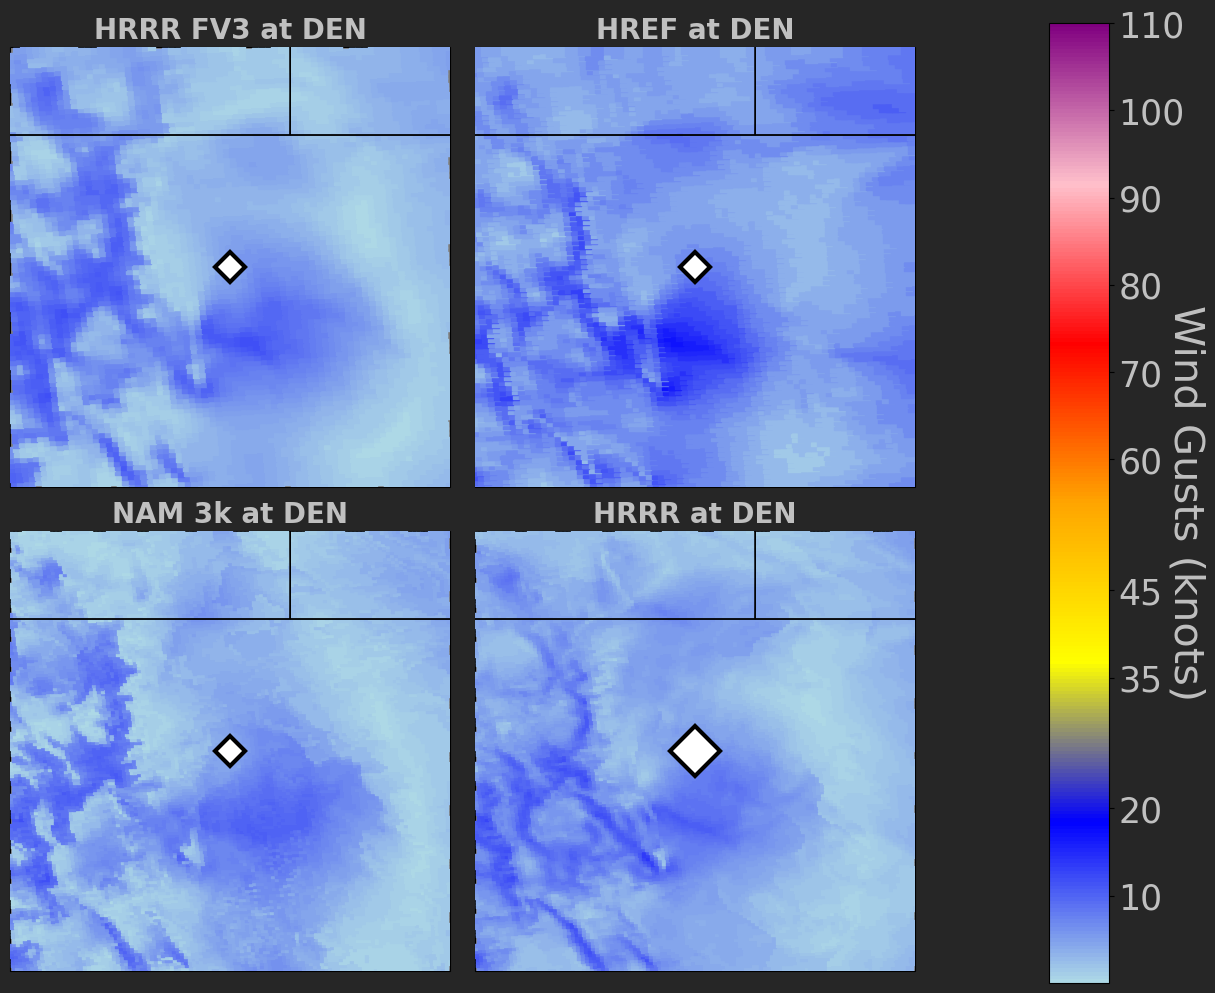 HRRR FV3 at DEN
HREF at DEN
NAM 3k at DEN
HRRR at DEN
110
100
90
80
70
60
45
35
20
10
Wind Gusts (knots)